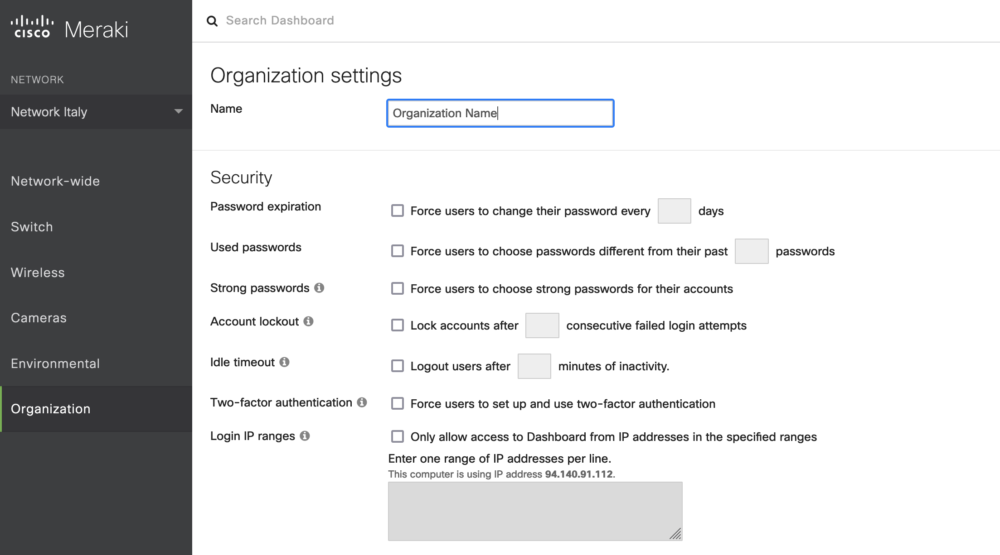 CISCO Meraki
Search Dashboard
NETWORK
Network Italy
Network-wide
Switch
Wireless
Cameras
Environmental
Organization
Organization settings
Name
Organization Name
Security
Password expiration
Force users to change their password every days
Used passwords
Force users to choose passwords different from their past passwords
Strong passwords
Force users to choose strong passwords for their accounts
Account lockout
Lock accounts after consecutive failed login attempts
Idle timeout
Logout users after minutes of inactivity.
Two-factor authentication
Force users to set up and use two-factor authentication
Login IP ranges
Only allow access to Dashboard from IP addresses in the specified ranges
Enter one range of IP addresses per line.
This computer is using IP address 94.140.91.112.